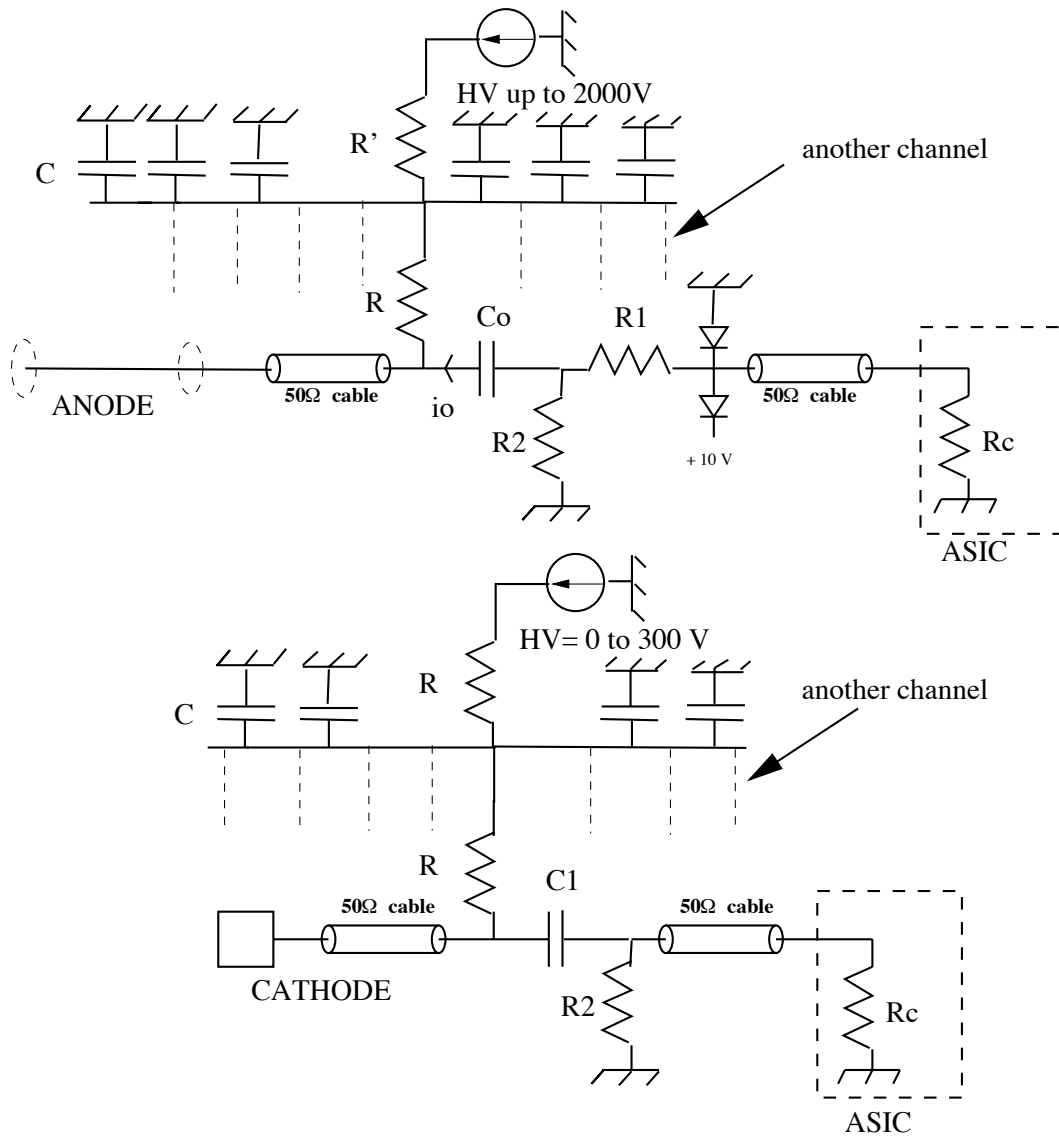 HV up to 2000V
R'
C
another channel
R
Co
R1
50Ω cable
50Ω cable
ANODE
io
R2
Rc
+ 10 V
ASIC
HV= 0 to 300 V
R
another channel
C
R
C1
50Ω cable
50Ω cable
CATHODE
R2
Rc
ASIC